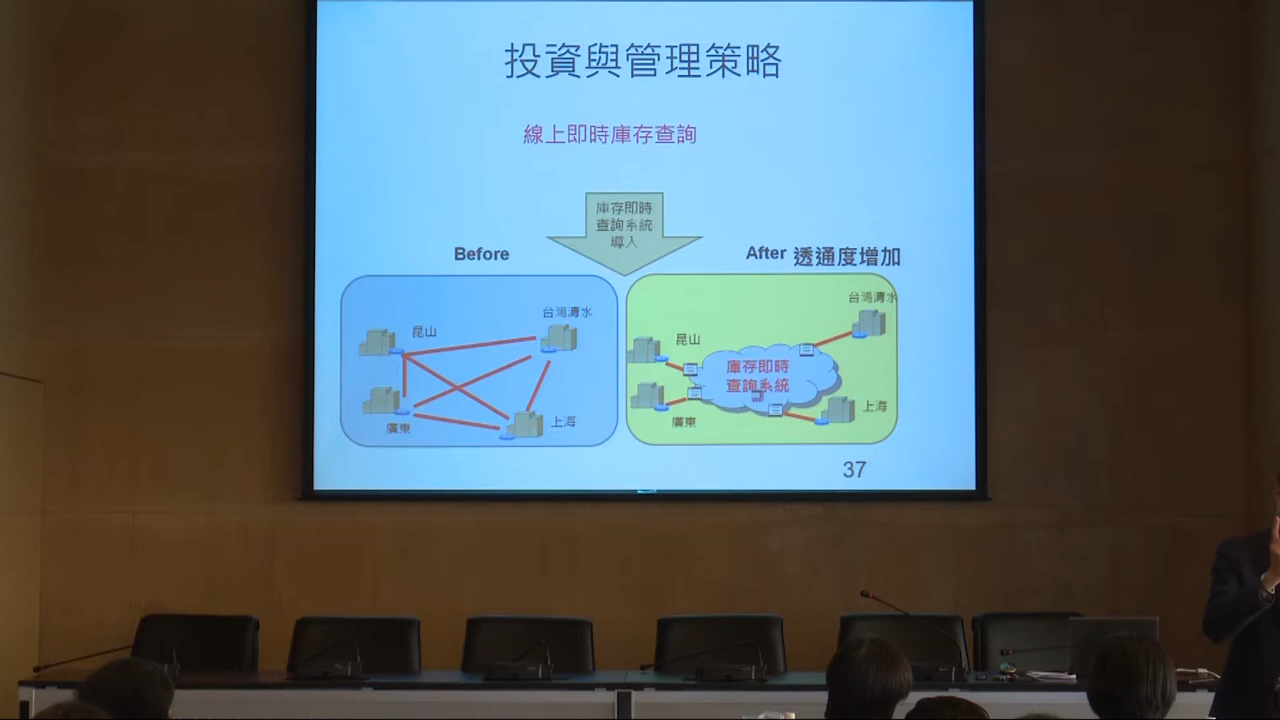 投資與管理策略
線上即時庫存查詢
庫存即時
查詢系統
導入
Before
After 透通度增加
昆山
台灣清水
廣東
上海
台灣清水
昆山
庫存即時
查詢系統
廣東
上海
37